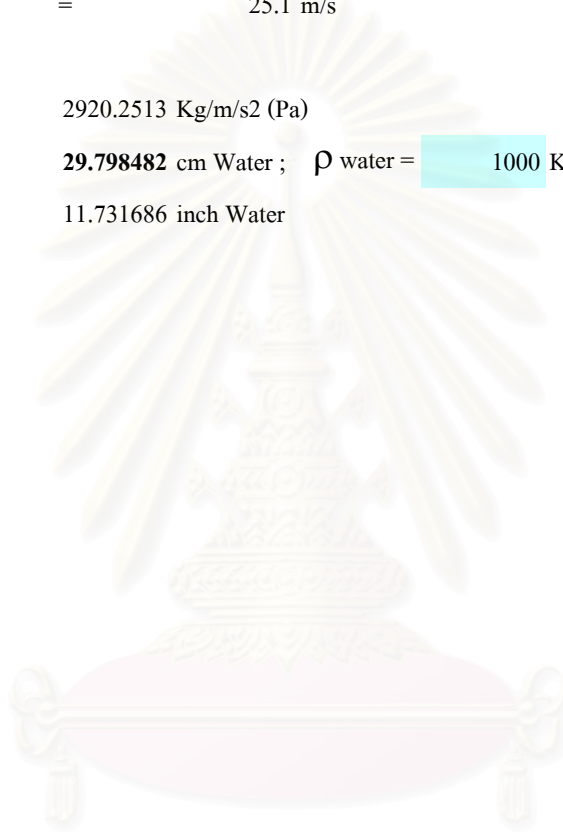 = 25.1 m/s
2920.2513 Kg/m/s2 (Pa)
29.798482 cm Water ; ρ water = 1000 K
11.731686 inch Water